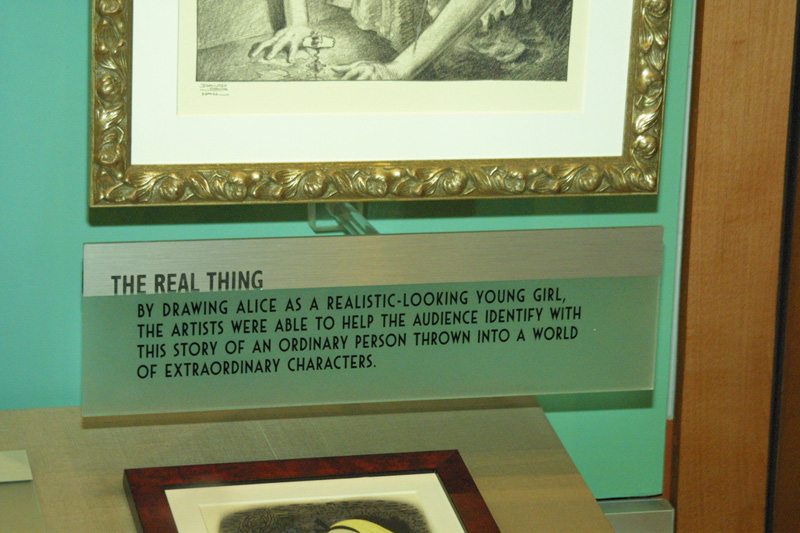 THE REAL THING
BY DRAWING ALICE AS A REALISTIC-LOOKING YOUNG GIRL,
THE ARTISTS WERE ABLE TO HELP THE AUDIENCE IDENTIFY WITH
THIS STORY OF AN ORDINARY PERSON THROWN INTO A WORLD
OF EXTRAORDINARY CHARACTERS.